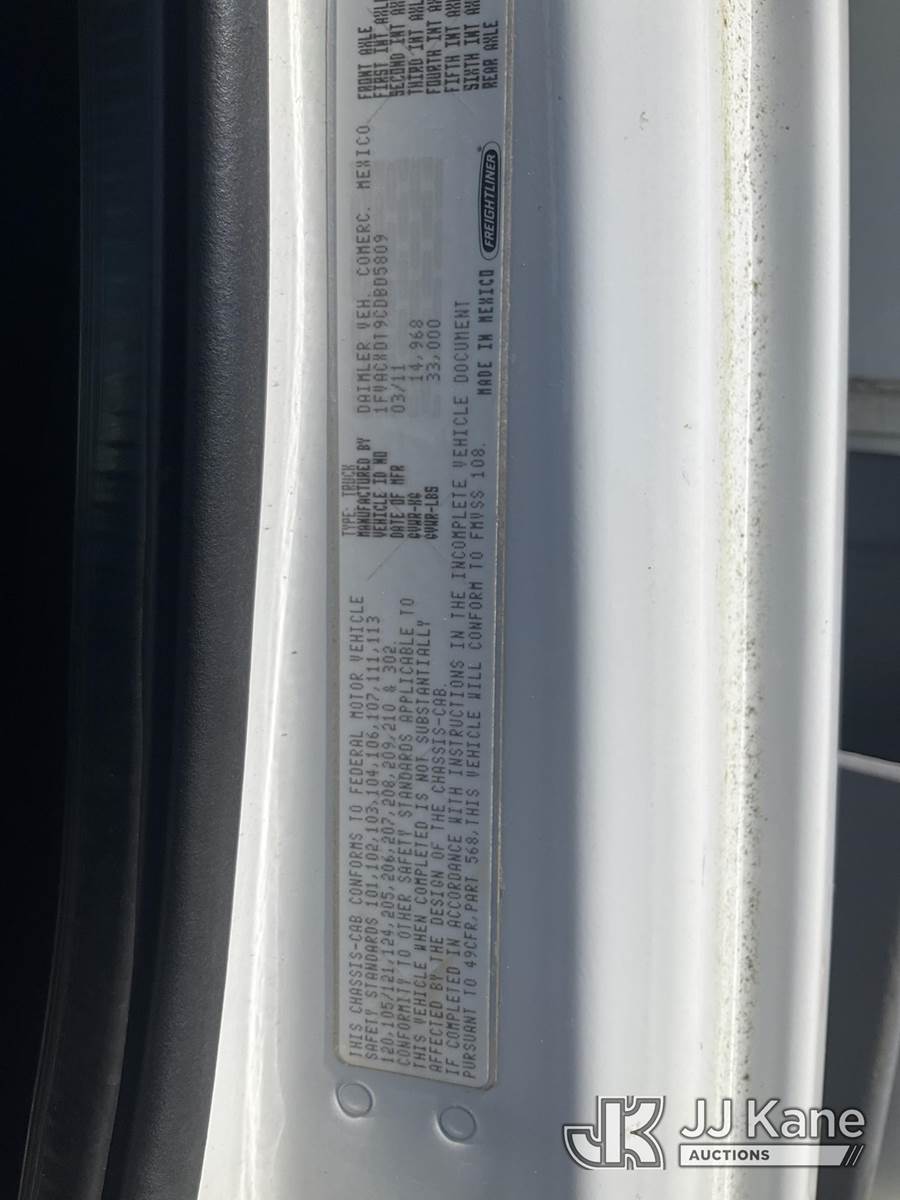 THIS CHASSIS-CAB CONFORMS TO FEDERAL MOTOR VEHICLE
SAFETY STANDARDS 101,102,103,104,106,107,111,113
120,105/121,124,205,206,207,208,209,210 & 302.
CONFORMITY TO OTHER SAFETY STANDARDS APPLICABLE TO
THIS VEHICLE WHEN COMPLETED IS NOT SUBSTANTIALLY
AFFECTED BY THE DESIGN OF THE CHASSIS-CAB.
IF COMPLETED IN ACCORDANCE WITH INSTRUCTIONS IN THE INCOMPLETE VEHICLE DOCUMENT
PURSUANT TO 49CFR,PART 568,THIS VEHICLE WILL CONFORM TO FMVSS 108.
TYPE: TRUCK
MANUFACTURED BY DAIMLER VEH. COMERC. MEXICO
VEHICLE ID NO 1FVACXDT9CDBD5809
DATE OF MFR 03/11
GVWR-KG 14,968
GVWR-LBS 33,000
MADE IN MEXICO FREIGHTLINER
FRONT AXLE
FIRST INT AXLE
SECOND INT AX
THIRD INT AXL
FOURTH INT AX
FIFTH INT AX
SIXTH INT AX
REAR AXLE
JK JJ Kane
AUCTIONS